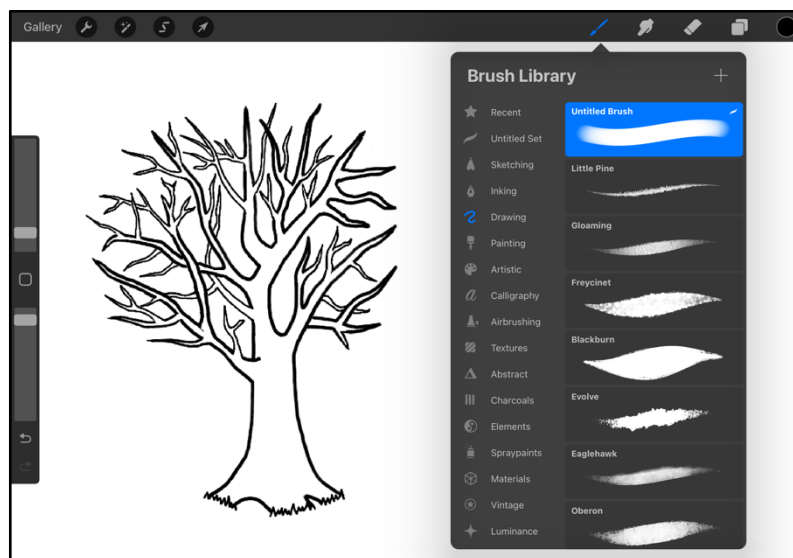 Gallery
Brush Library
Recent
Untitled Set
Sketching
Inking
Drawing
Painting
Artistic
Calligraphy
Airbrushing
Textures
Abstract
Charcoals
Elements
Spraypaints
Materials
Vintage
Luminance
Untitled Brush
Little Pine
Gloaming
Freycinet
Blackburn
Evolve
Eaglehawk
Oberon